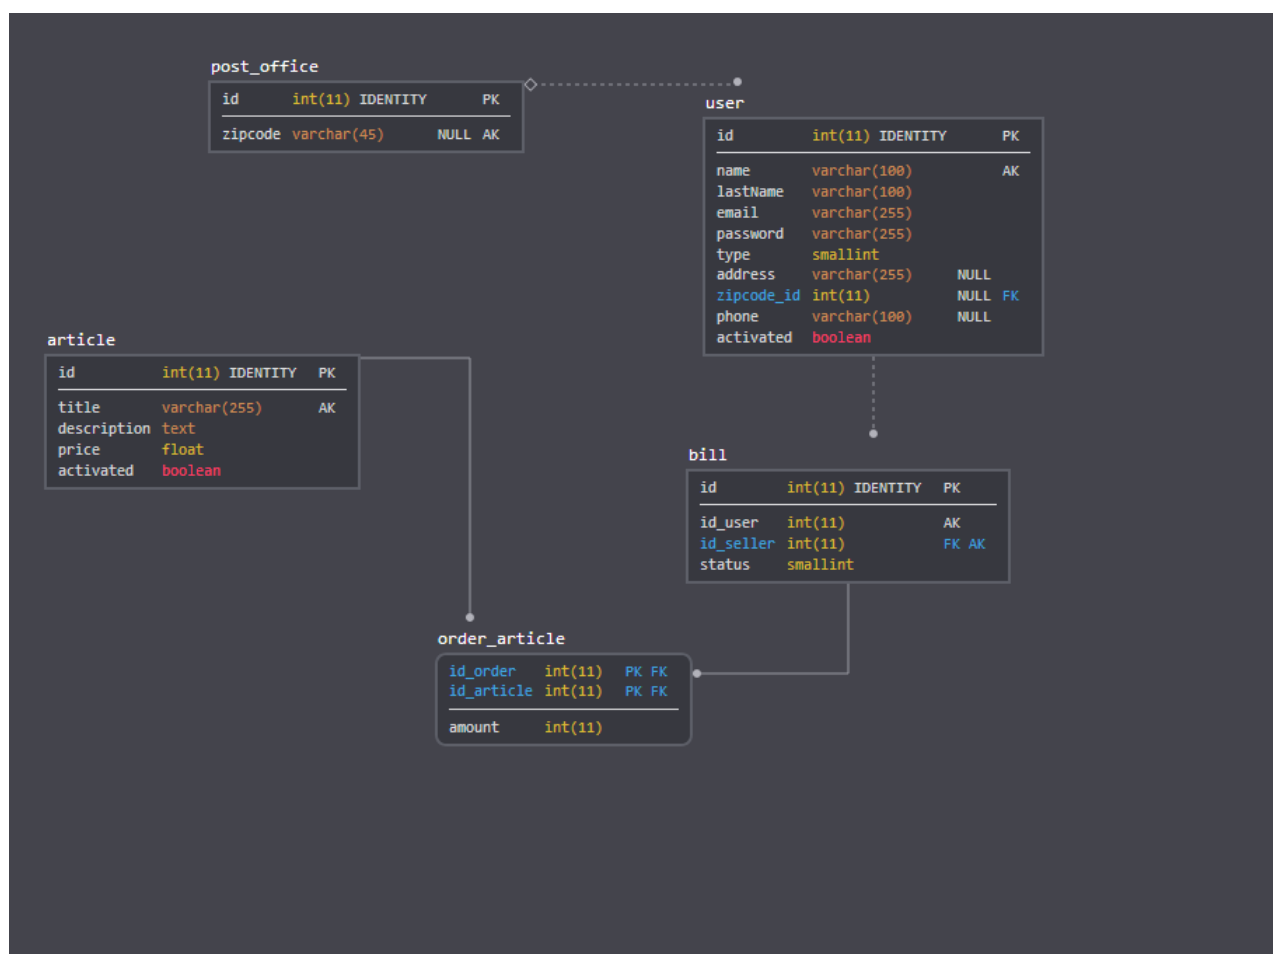 post_office
id int(11) IDENTITY PK
zipcode varchar(45) NULL AK
user
id int(11) IDENTITY PK
name varchar(100) AK
lastName varchar(100)
email varchar(255)
password varchar(255)
type smallint
address varchar(255) NULL
zipcode_id int(11) NULL FK
phone varchar(100) NULL
activated boolean
article
id int(11) IDENTITY PK
title varchar(255) AK
description text
price float
activated boolean
bill
id int(11) IDENTITY PK
id_user int(11) AK
id_seller int(11) FK AK
status smallint
order_article
id_order int(11) PK FK
id_article int(11) PK FK
amount int(11)